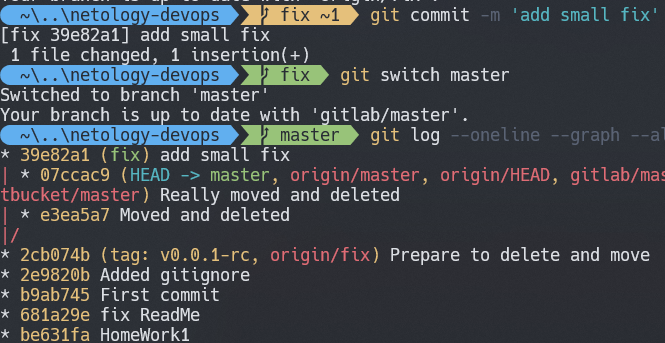 ~\..\netology-devops fix ~1 git commit -m 'add small fix'
[fix 39e82a1] add small fix
1 file changed, 1 insertion(+)
~\..\netology-devops fix git switch master
Switched to branch 'master'
Your branch is up to date with 'gitlab/master'.
~\..\netology-devops master git log --oneline --graph --al
* 39e82a1 (fix) add small fix
| * 07ccac9 (HEAD -> master, origin/master, origin/HEAD, gitlab/mas
tbucket/master) Really moved and deleted
| * e3ea5a7 Moved and deleted
|/
* 2cb074b (tag: v0.0.1-rc, origin/fix) Prepare to delete and move
* 2e9820b Added gitignore
* b9ab745 First commit
* 681a29e fix ReadMe
* be631fa HomeWork1